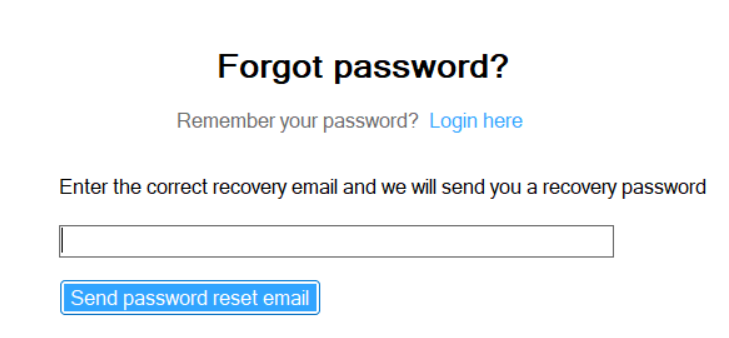 Forgot password?
Remember your password? Login here
Enter the correct recovery email and we will send you a recovery password
Send password reset email